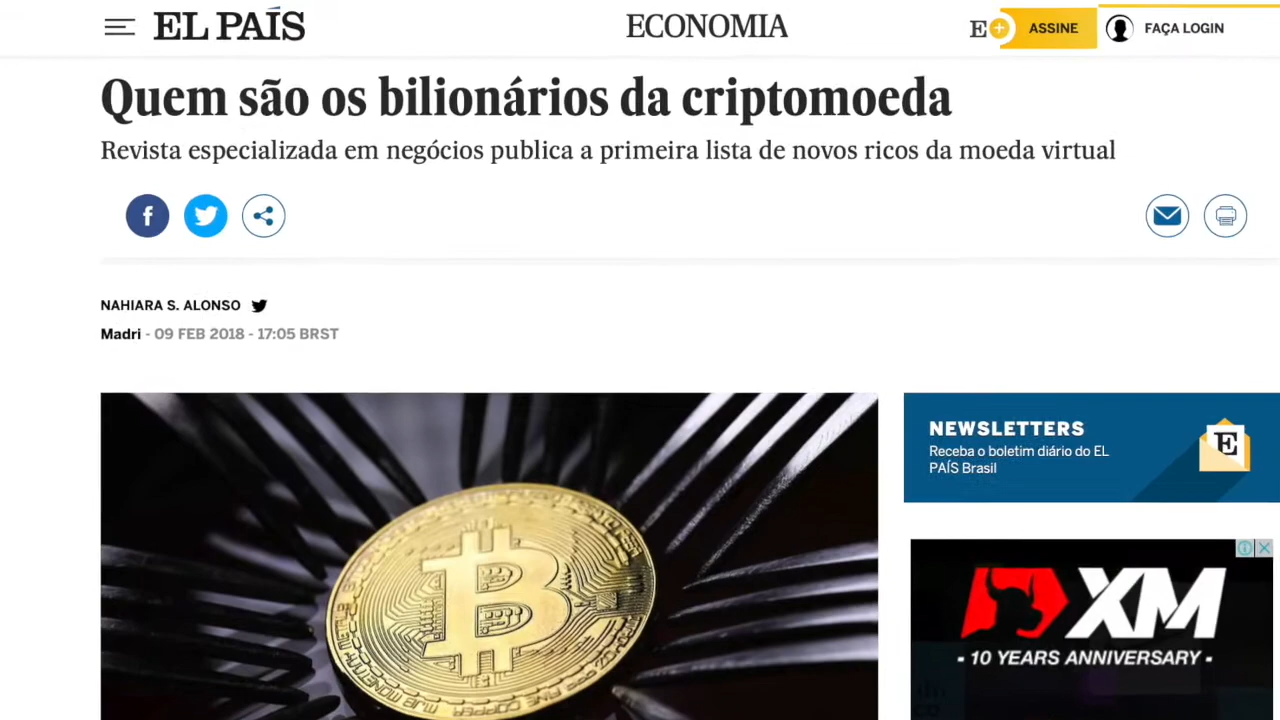 EL PAÍS
ECONOMIA
E+
ASSINE
FAÇA LOGIN
Quem são os bilionários da criptomoeda
Revista especializada em negócios publica a primeira lista de novos ricos da moeda virtual
NAHIARA S. ALONSO
Madri - 09 FEB 2018 - 17:05 BRST
NEWSLETTERS
Receba o boletim diário do EL
PAÍS Brasil
E
XM
- 10 YEARS ANNIVERSARY -